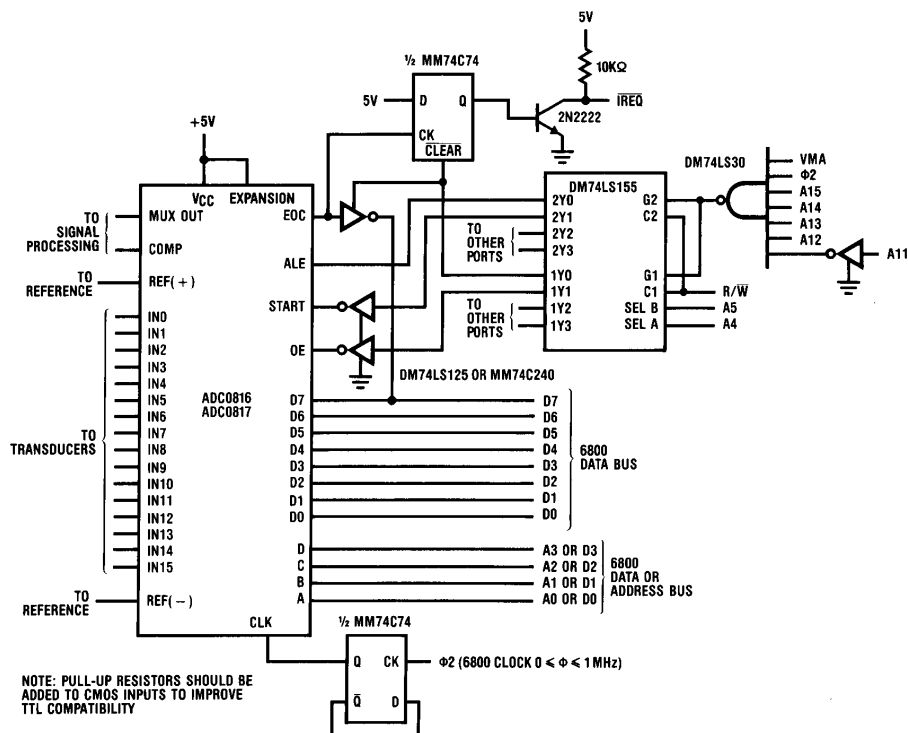 5V
½ MM74C74
10KΩ
5V
D
Q
IREQ
2N2222
CK
CLEAR
+5V
DM74LS30
VMA
Φ2
A15
A14
A13
A12
A11
VCC
EXPANSION
MUX OUT
EOC
TO
SIGNAL
PROCESSING
COMP
ALE
TO
REFERENCE
REF(+)
START
OE
DM74LS155
2Y0
2Y1
2Y2
2Y3
1Y0
1Y1
1Y2
1Y3
G2
C2
G1
C1
SEL B
SEL A
TO
OTHER
PORTS
TO
OTHER
PORTS
R/W
A5
A4
DM74LS125 OR MM74C240
IN0
IN1
IN2
IN3
IN4
IN5
IN6
IN7
IN8
IN9
IN10
IN11
IN12
IN13
IN14
IN15
TO
TRANSDUCERS
ADC0816
ADC0817
D7
D6
D5
D4
D3
D2
D1
D0
D7
D6
D5
D4
D3
D2
D1
D0
6800
DATA BUS
D
C
B
A
A3 OR D3
A2 OR D2
A1 OR D1
A0 OR D0
6800
DATA OR
ADDRESS BUS
TO
REFERENCE
REF(−)
CLK
½ MM74C74
Q
CK
Q
D
Φ2 (6800 CLOCK 0 ≤ Φ ≤ 1 MHz)
NOTE: PULL-UP RESISTORS SHOULD BE
ADDED TO CMOS INPUTS TO IMPROVE
TTL COMPATIBILITY